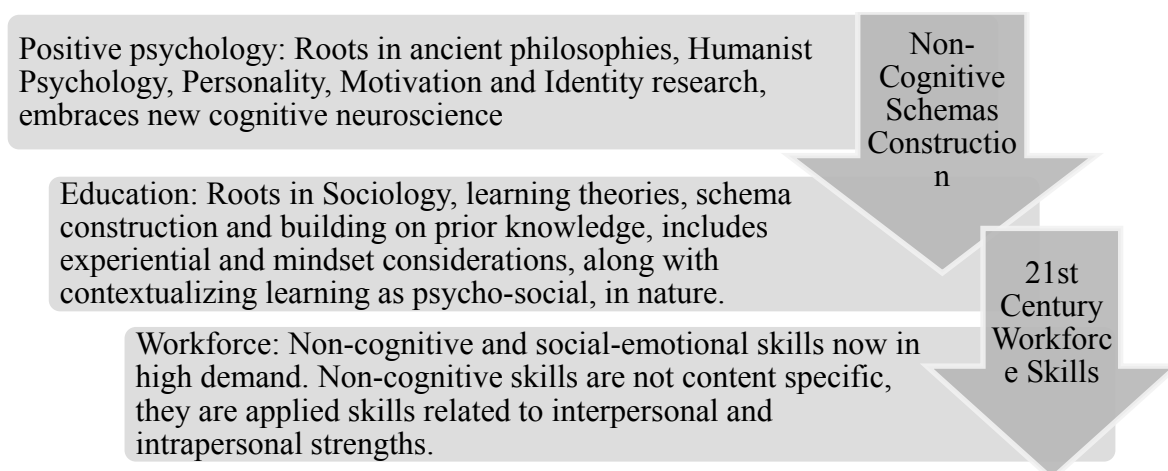 Positive psychology: Roots in ancient philosophies, Humanist
Psychology, Personality, Motivation and Identity research,
embraces new cognitive neuroscience
Non-
Cognitive
Schemas
Constructio
n
Education: Roots in Sociology, learning theories, schema
construction and building on prior knowledge, includes
experiential and mindset considerations, along with
contextualizing learning as psycho-social, in nature.
21st
Century
Workforc
e Skills
Workforce: Non-cognitive and social-emotional skills now in
high demand. Non-cognitive skills are not content specific,
they are applied skills related to interpersonal and
intrapersonal strengths.